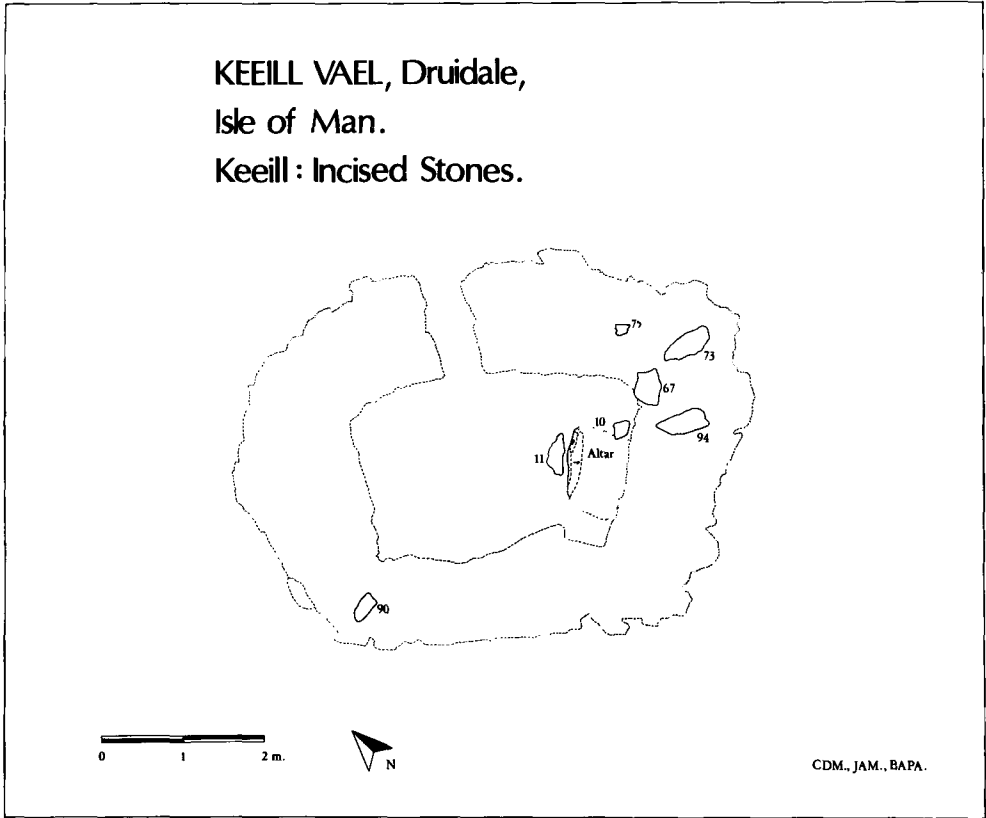 KEEILL VAEL, Druidale,
Isle of Man.
Keeill : Incised Stones.
75
73
67
10
94
11
Altar
90
0 1 2 m.
N
CDM., JAM., BAPA.